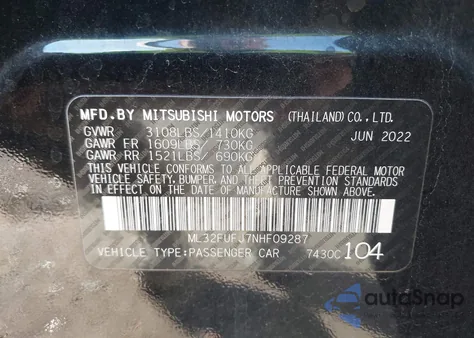 MFD.BY MITSUBISHI MOTORS (THAILAND) CO., LTD.
GVWR 3108LBS/1410KG JUN 2022
GAWR FR 1609LBS/ 730KG
GAWR RR 1521LBS/ 690KG
THIS VEHICLE CONFORMS TO ALL APPLICABLE FEDERAL MOTOR
VEHICLE SAFETY, BUMPER, AND THEFT PREVENTION STANDARDS
IN EFFECT ON THE DATE OF MANUFACTURE SHOWN ABOVE.
ML32FUFJ7NHF09287
VEHICLE TYPE:PASSENGER CAR 7430C 104
autoSnap